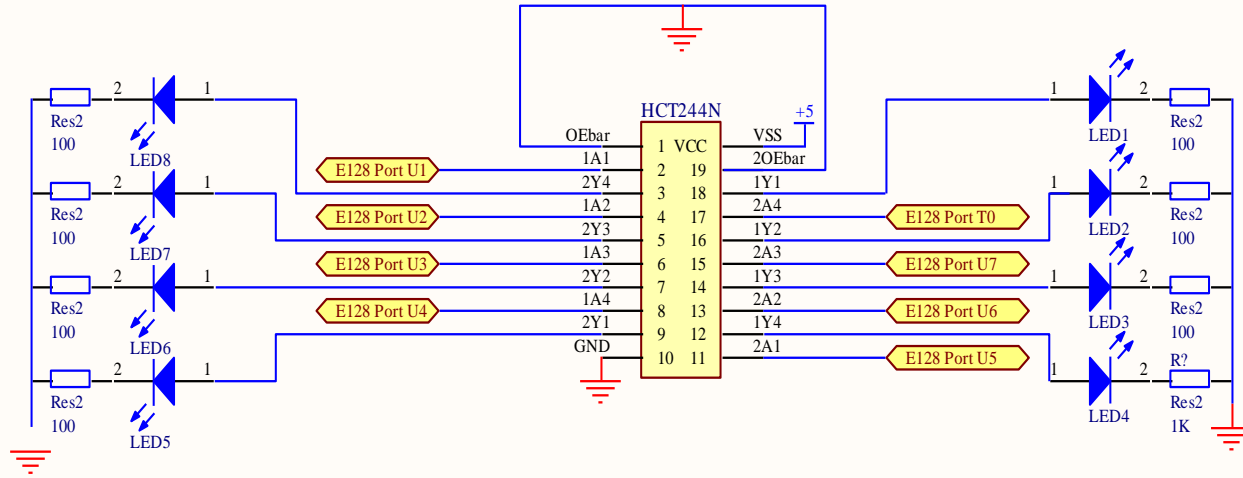 HCT244N
+5
OEbar 1 VCC VSS
1A1 2 19 2OEbar
2Y4 3 18 1Y1
1A2 4 17 2A4
2Y3 5 16 1Y2
1A3 6 15 2A3
2Y2 7 14 1Y3
1A4 8 13 2A2
2Y1 9 12 1Y4
GND 10 11 2A1
E128 Port U1
E128 Port U2
E128 Port U3
E128 Port U4
E128 Port T0
E128 Port U7
E128 Port U6
E128 Port U5
2 1
Res2
100
LED8
2 1
Res2
100
LED7
2 1
Res2
100
LED6
2 1
Res2
100
LED5
1 2
Res2
100
LED1
1 2
Res2
100
LED2
1 2
Res2
100
LED3
1 2
R?
Res2
1K
LED4